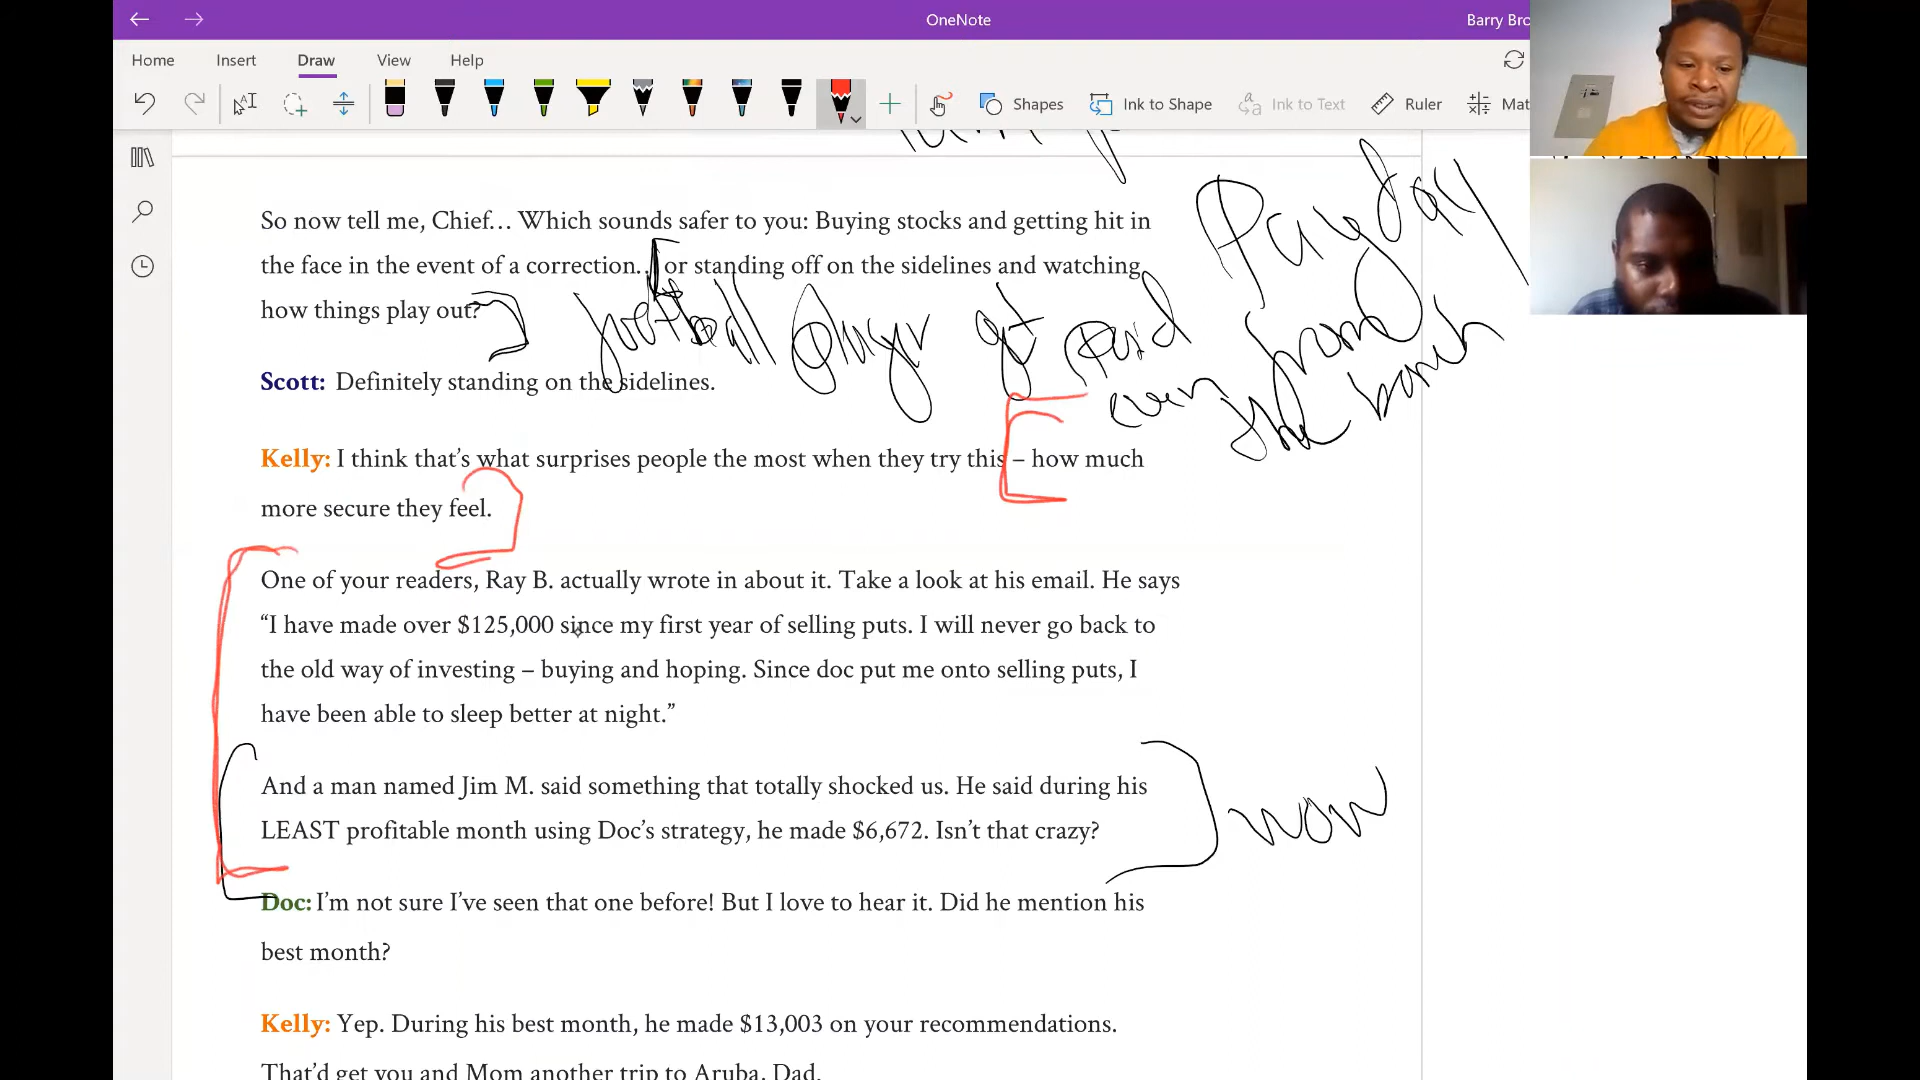 OneNote
Barry Bro
Home Insert Draw View Help
Shapes Ink to Shape Ink to Text Ruler Mat
Payday
So now tell me, Chief… Which sounds safer to you: Buying stocks and getting hit in
the face in the event of a correction… or standing off on the sidelines and watching
how things play out?
football player get paid
even from
the bench
Scott: Definitely standing on the sidelines.
Kelly: I think that’s what surprises people the most when they try this – how much
more secure they feel.
One of your readers, Ray B. actually wrote in about it. Take a look at his email. He says
“I have made over $125,000 since my first year of selling puts. I will never go back to
the old way of investing – buying and hoping. Since doc put me onto selling puts, I
have been able to sleep better at night.”
And a man named Jim M. said something that totally shocked us. He said during his
LEAST profitable month using Doc’s strategy, he made $6,672. Isn’t that crazy?
wow
Doc: I’m not sure I’ve seen that one before! But I love to hear it. Did he mention his
best month?
Kelly: Yep. During his best month, he made $13,003 on your recommendations.
That’d get you and Mom another trip to Aruba, Dad.